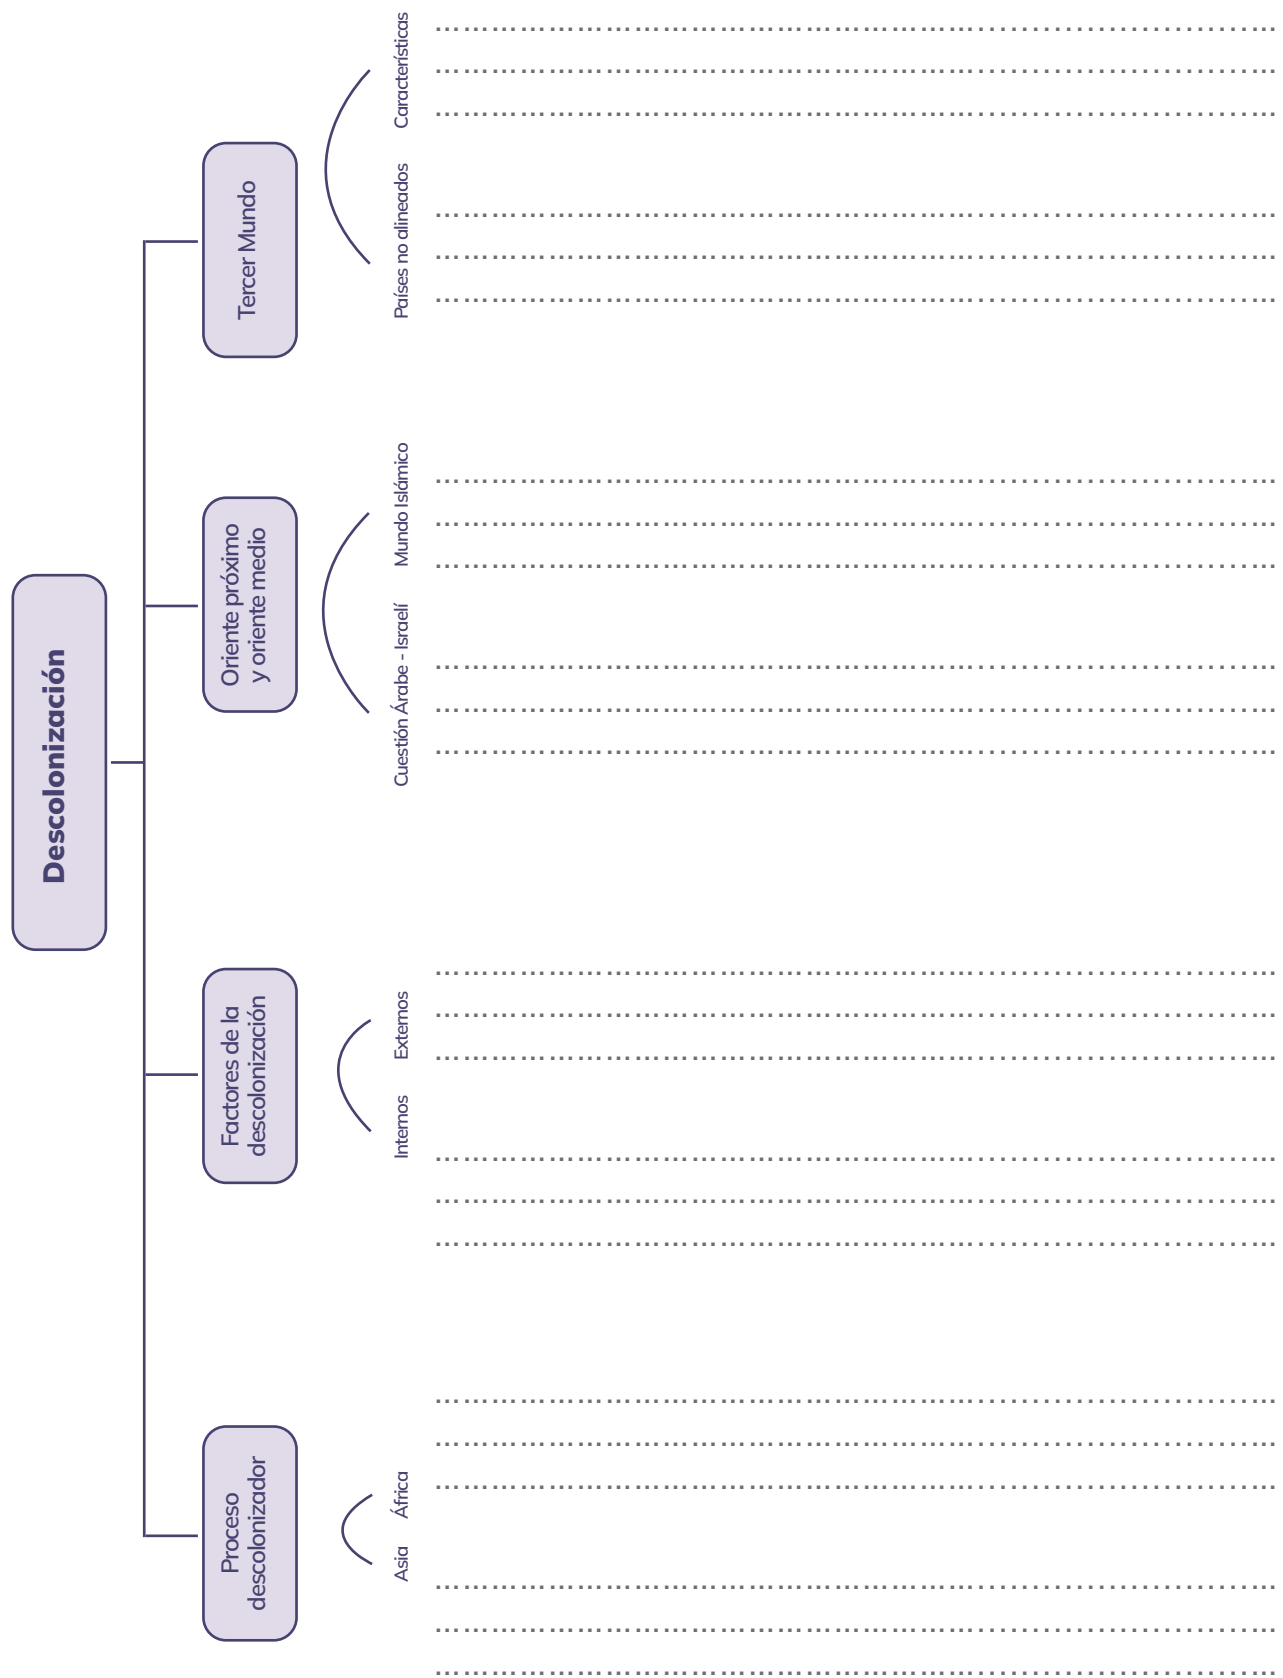 Descolonización
Proceso
descolonizador
Asia
África
Factores de la
descolonización
Internos
Externos
Oriente próximo
y oriente medio
Cuestión Árabe - Israelí
Mundo Islámico
Tercer Mundo
Países no alineados
Características